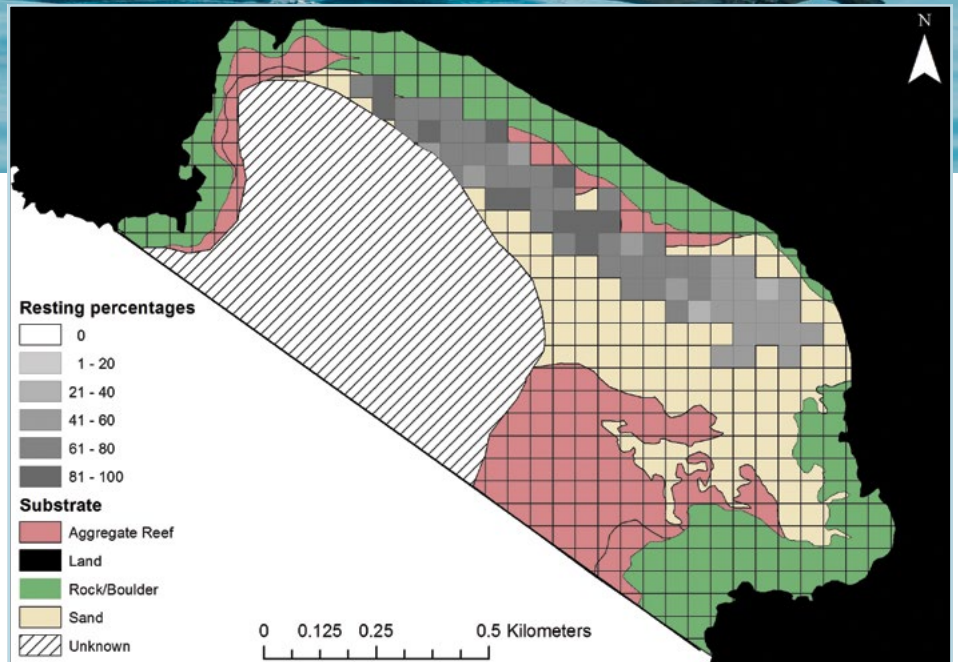 N
Resting percentages
0
1 - 20
21 - 40
41 - 60
61 - 80
81 - 100
Substrate
Aggregate Reef
Land
Rock/Boulder
Sand
Unknown
0 0.125 0.25 0.5 Kilometers